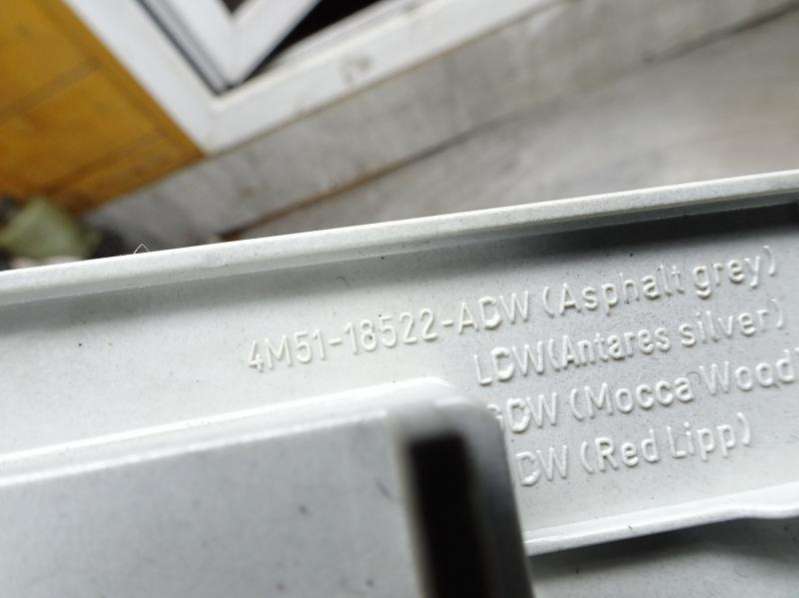 4M51-18522-ADW (Asphalt grey)
LDW(Antares silver)
DW (Mocca Wood)
DW (Red Lipp)